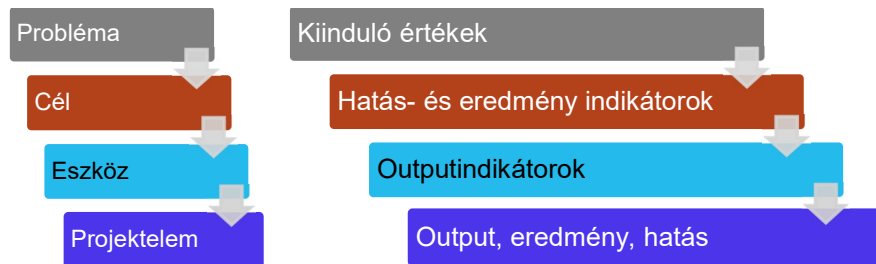 Probléma
Cél
Eszköz
Projektelem
Kiinduló értékek
Hatás- és eredmény indikátorok
Outputindikátorok
Output, eredmény, hatás